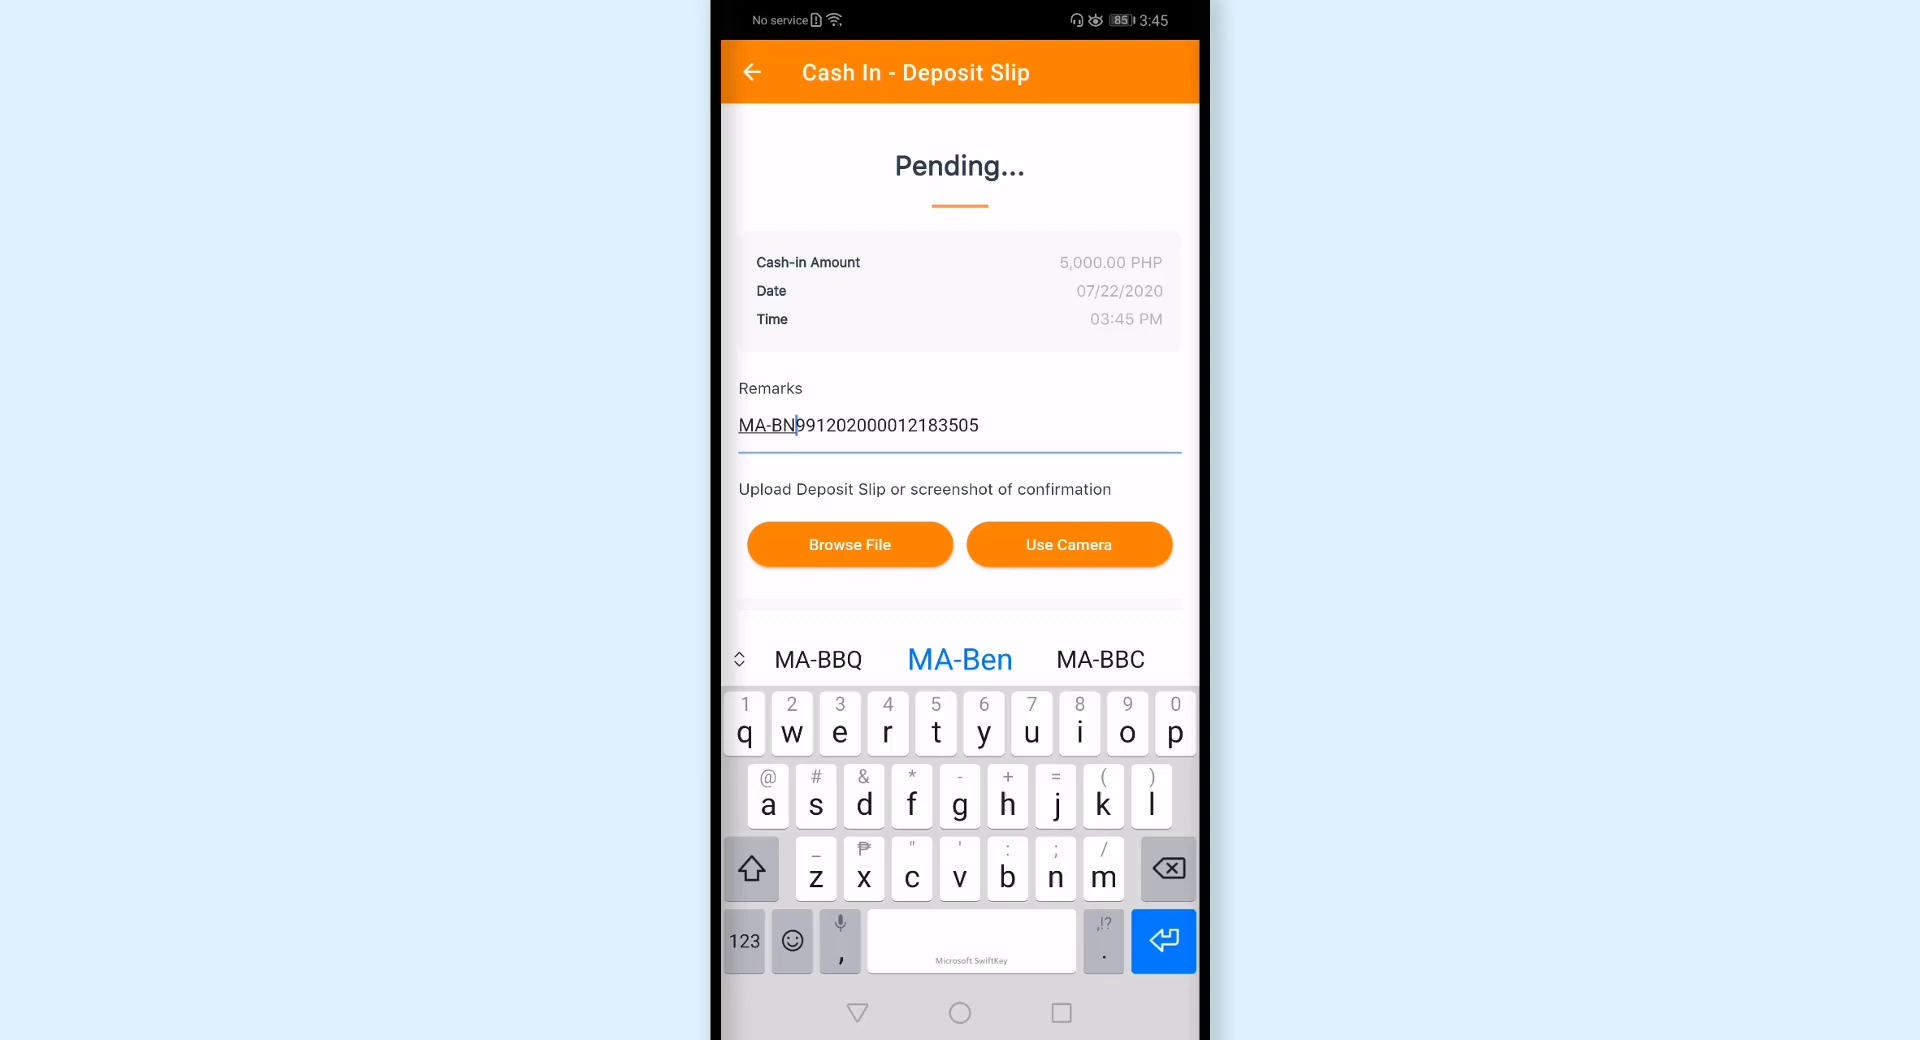 No service 85 3:45
Cash In - Deposit Slip
Pending...
Cash-in Amount 5,000.00 PHP
Date 07/22/2020
Time 03:45 PM
Remarks
MA-BN991202000012183505
Upload Deposit Slip or screenshot of confirmation
Browse File Use Camera
MA-BBQ MA-Ben MA-BBC
1 2 3 4 5 6 7 8 9 0
q w e r t y u i o p
@ # & * - + = ( )
a s d f g h j k l
_ ₱ " ' : ; /
z x c v b n m
,!?
123 , .
Microsoft SwiftKey